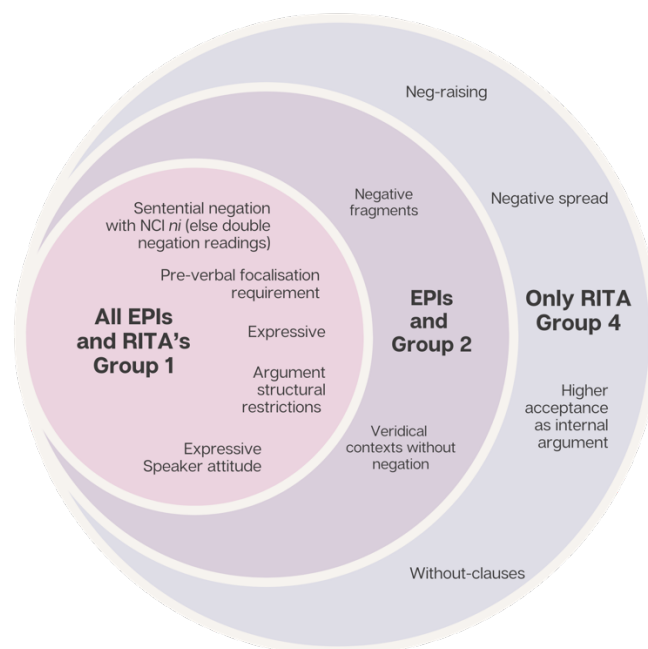 Neg-raising
Negative spread
Only RITA
Group 4
Higher
acceptance
as internal
argument
Without-clauses
Negative
fragments
EPIs
and
Group 2
Veridical
contexts without
negation
Sentential negation
with NCI ni (else double
negation readings)
Pre-verbal focalisation
requirement
All EPIs
and RITA's
Group 1
Expressive
Argument
structural
restrictions
Expressive
Speaker attitude